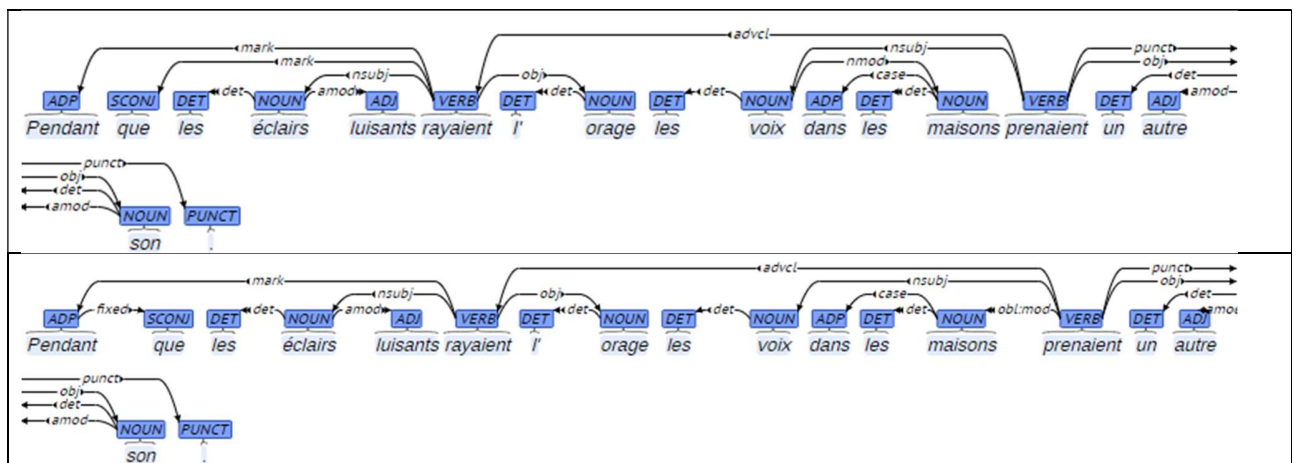 advcl
mark nsubj punct
mark nmod obj
det nsubj amod obj det det case det det amod
ADP SCONJ DET NOUN ADJ VERB DET NOUN DET NOUN ADP DET NOUN VERB DET ADJ
Pendant que les éclairs luisants rayaient l' orage les voix dans les maisons prenaient un autre
punct
obj
det
amod
NOUN PUNCT
son .
advcl punct
mark nsubj obj
nsubj obj case det
fixed det amod det det det obl:mod amod
ADP SCONJ DET NOUN ADJ VERB DET NOUN DET NOUN ADP DET NOUN VERB DET ADJ
Pendant que les éclairs luisants rayaient l' orage les voix dans les maisons prenaient un autre
punct
obj
det
amod
NOUN PUNCT
son .